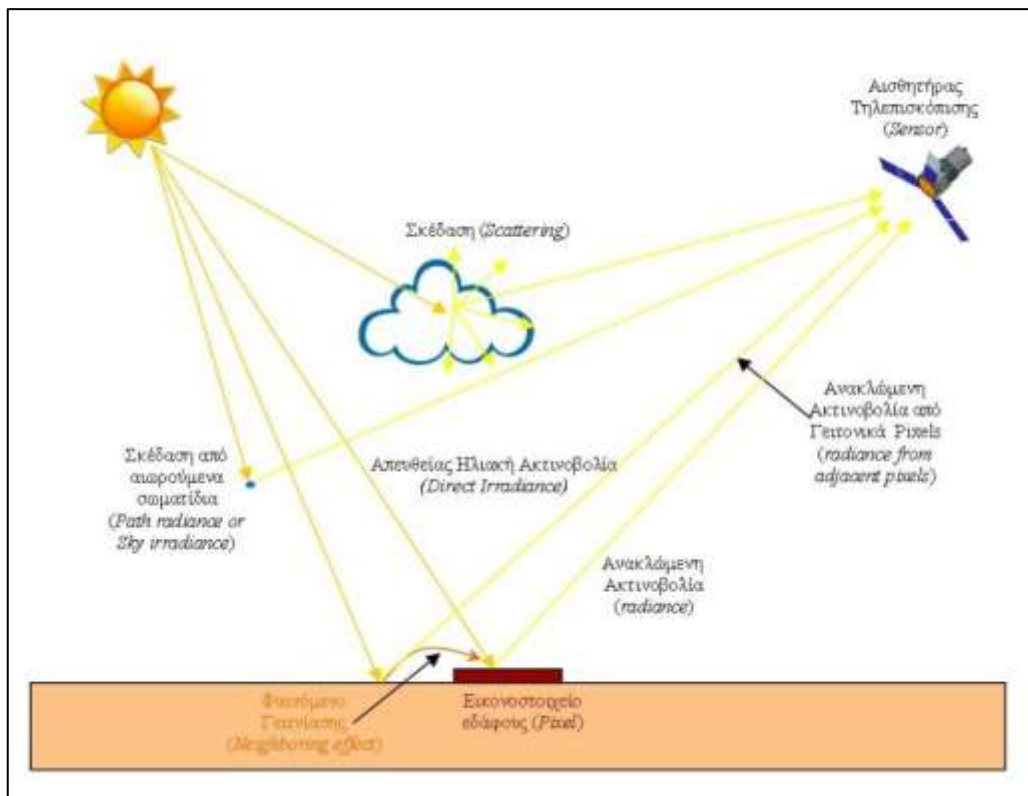 Αισθητήρας
Τηλεπισκόπισης
(Sensor)
Σκέδαση (Scattering)
Ανακλώμενη
Ακτινοβολία από
Γειτονικά Pixels
(radiance from
adjacent pixels)
Σκέδαση από
αιωρούμενα
σωματίδια
(Path radiance or
Sky irradiance)
Απευθείας Ηλιακή Ακτινοβολία
(Direct Irradiance)
Ανακλώμενη
Ακτινοβολία
(radiance)
Φαινόμενο
Γειτνίασης
(Neighboring effect)
Εικονοστοιχείο
εδάφους (Pixel)